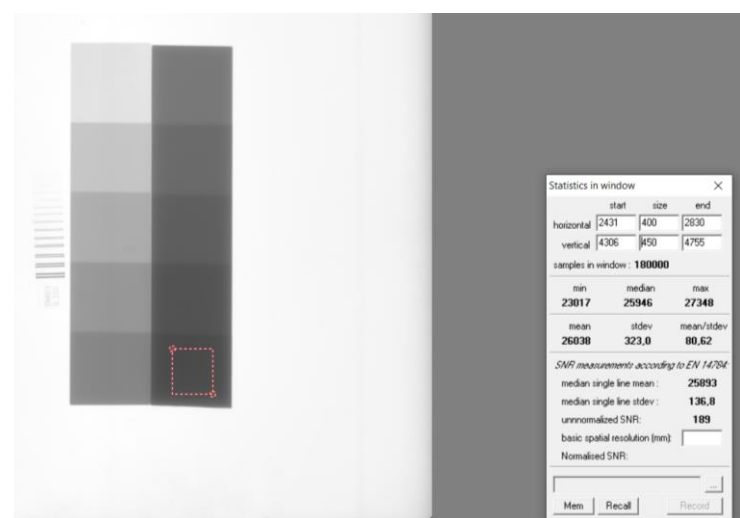 Statistics in window
start size end
horizontal 2431 400 2830
vertical 4306 450 4755
samples in window : 180000
min median max
23017 25946 27348
mean stdev mean/stdev
26038 323,0 80,62
SNR measurements according to EN 14784:
median single line mean : 25893
median single line stdev : 136,8
unnnormalized SNR: 189
basic spatial resolution (mm):
Normalised SNR:
...
Mem Recall Record